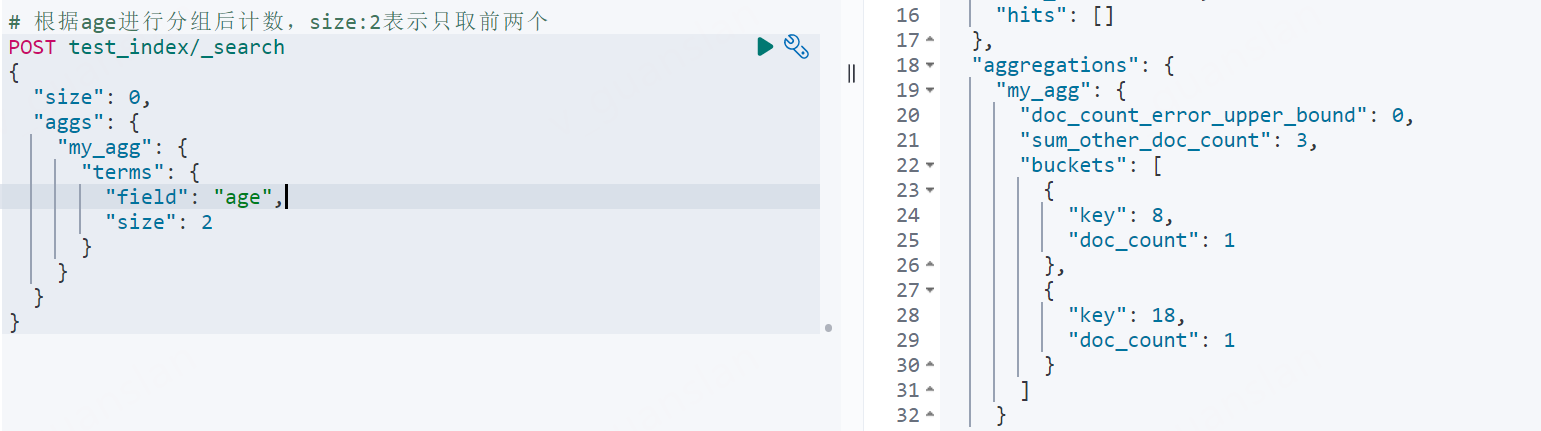 # 根据age进行分组后计数，size:2表示只取前两个
POST test_index/_search
{
  "size": 0,
  "aggs": {
    "my_agg": {
      "terms": {
        "field": "age",
        "size": 2
      }
    }
  }
}
16 "hits": []
17 },
18 "aggregations": {
19 "my_agg": {
20 "doc_count_error_upper_bound": 0,
21 "sum_other_doc_count": 3,
22 "buckets": [
23 {
24 "key": 8,
25 "doc_count": 1
26 },
27 {
28 "key": 18,
29 "doc_count": 1
30 }
31 ]
32 }